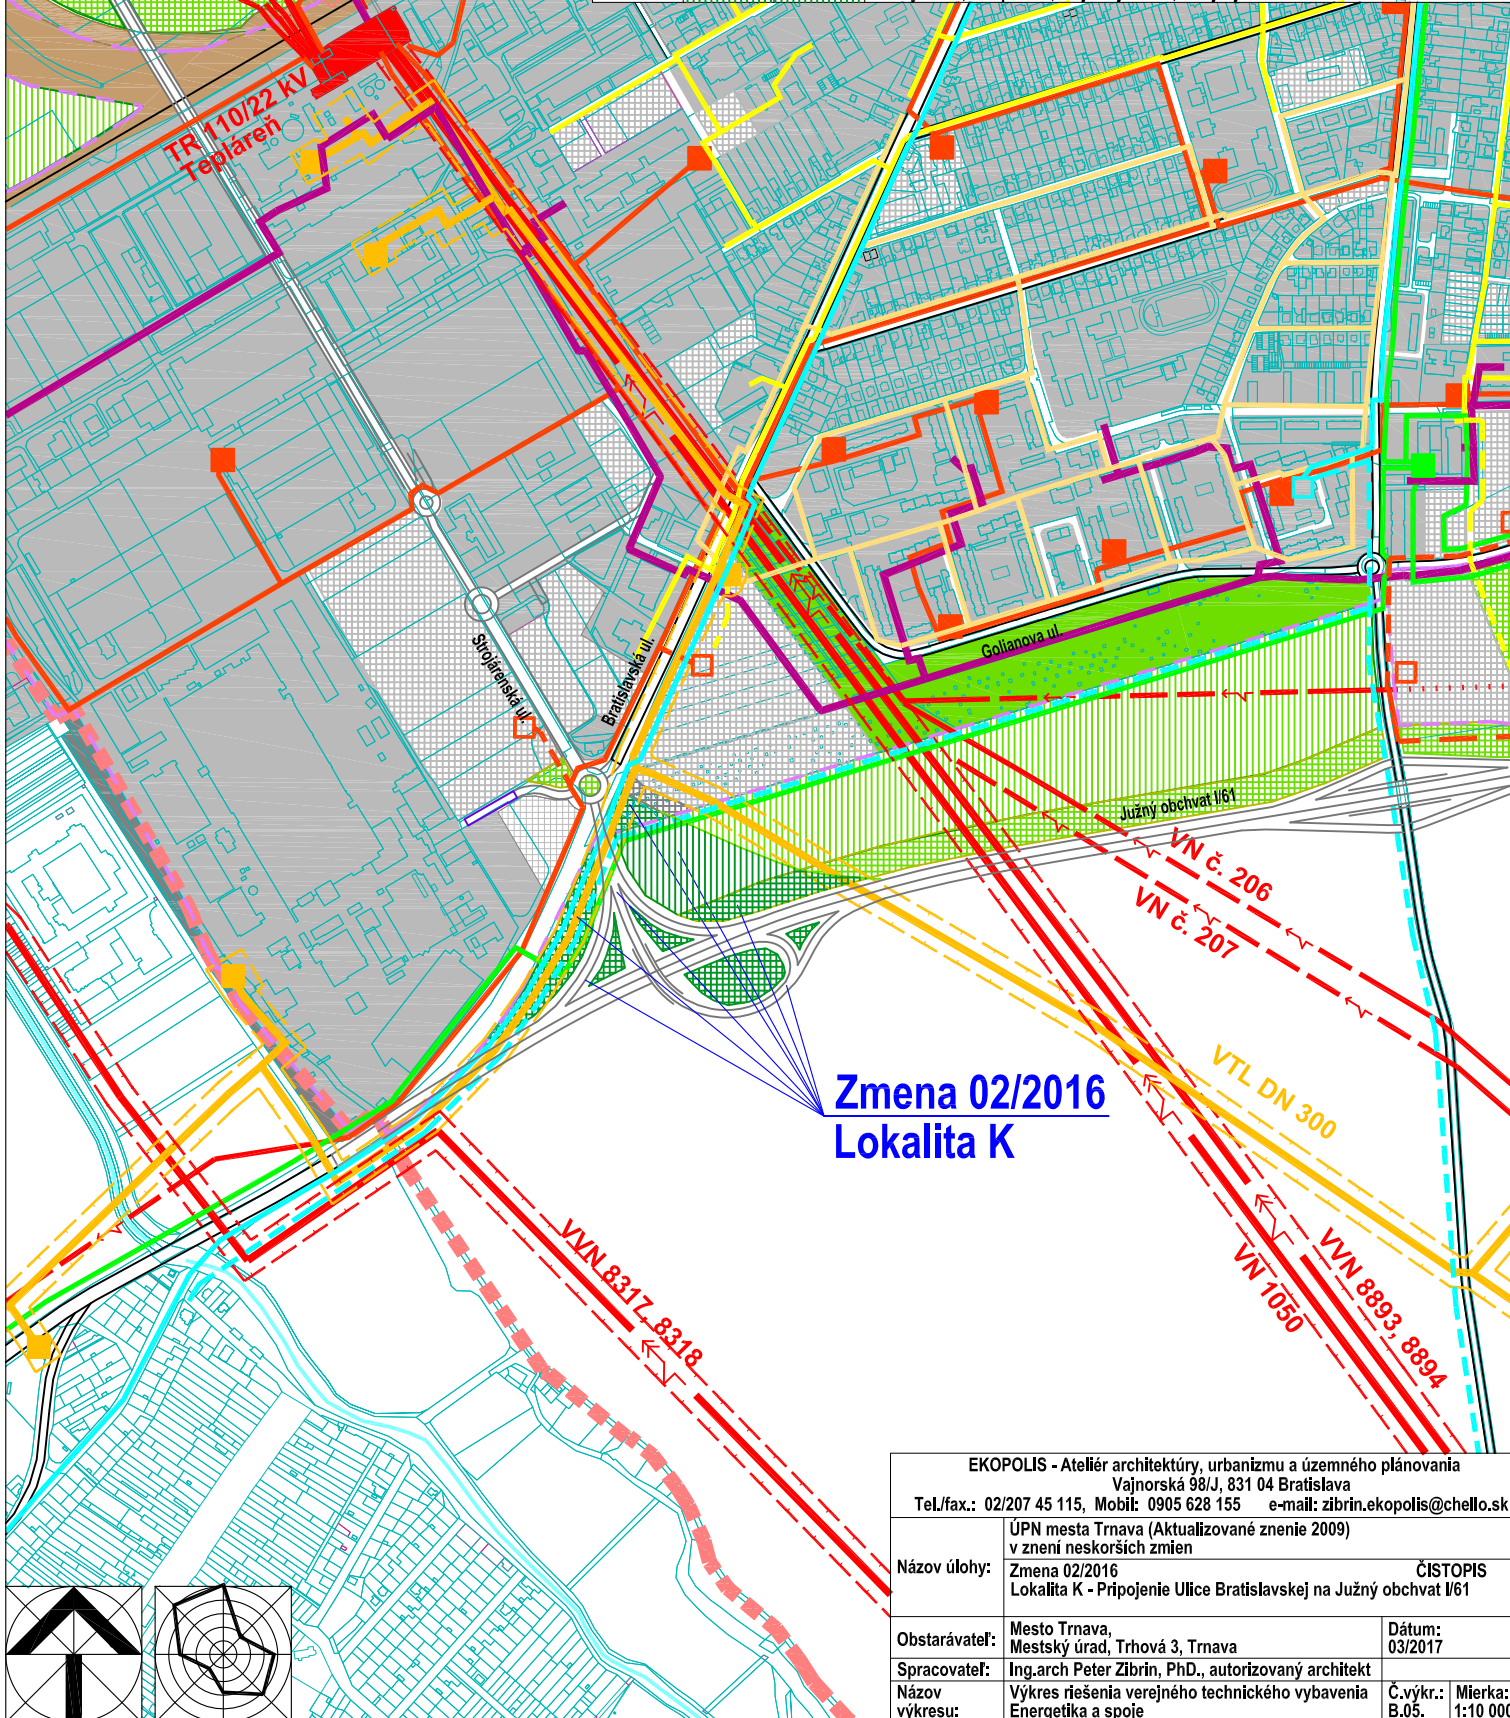 TR 110/22 kV
Tepláreň
Strojárenská ul.
Bratislavská ul.
Golianova ul.
Južný obchvat I/61
VN č. 206
VN č. 207
VTL DN 300
Zmena 02/2016
Lokalita K
VVN 8317, 8318
VN 1050
VVN 8893, 8894
EKOPOLIS - Ateliér architektúry, urbanizmu a územného plánovania
Vajnorská 98/J, 831 04 Bratislava
Tel./fax.: 02/207 45 115, Mobil: 0905 628 155 e-mail: zibrin.ekopolis@chello.sk
Názov úlohy:
ÚPN mesta Trnava (Aktualizované znenie 2009)
v znení neskorších zmien
Zmena 02/2016 ČISTOPIS
Lokalita K - Pripojenie Ulice Bratislavskej na Južný obchvat I/61
Obstarávateľ:
Mesto Trnava,
Mestský úrad, Trhová 3, Trnava
Dátum:
03/2017
Spracovateľ: Ing.arch Peter Zibrin, PhD., autorizovaný architekt
Názov
výkresu:
Výkres riešenia verejného technického vybavenia
Energetika a spoje
Č.výkr.:
B.05.
Mierka:
1:10 000